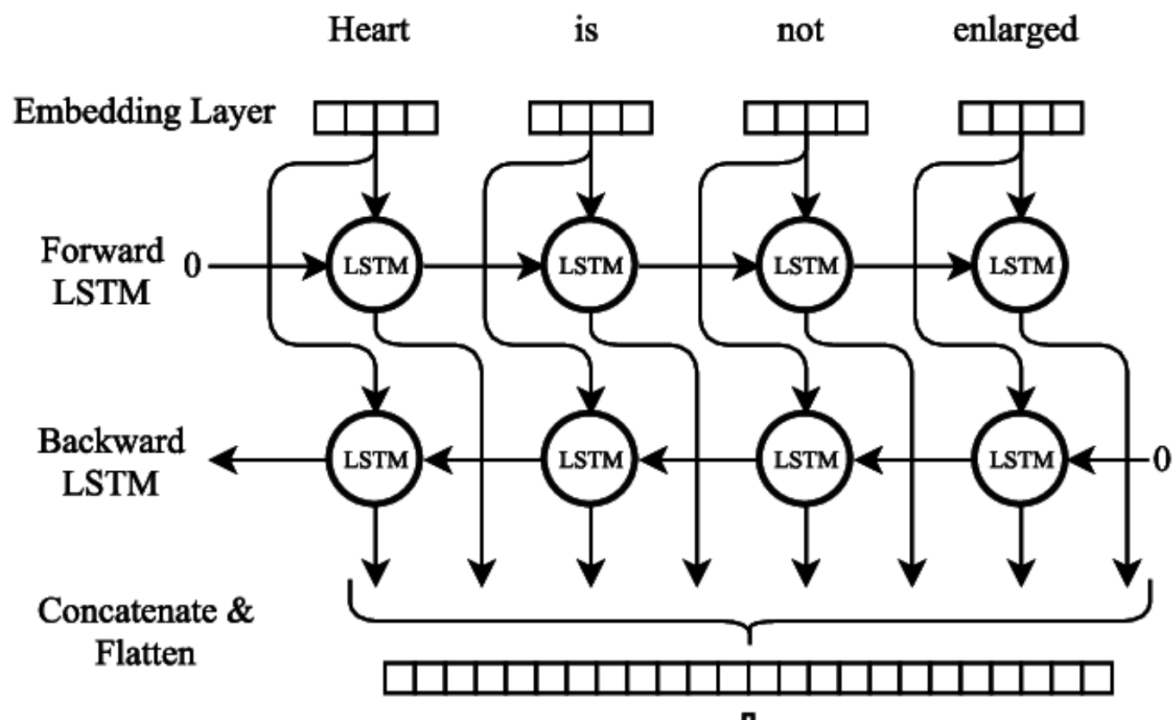 Heart is not enlarged
Embedding Layer
Forward
LSTM
0
LSTM LSTM LSTM LSTM
Backward
LSTM
LSTM LSTM LSTM LSTM
0
Concatenate &
Flatten